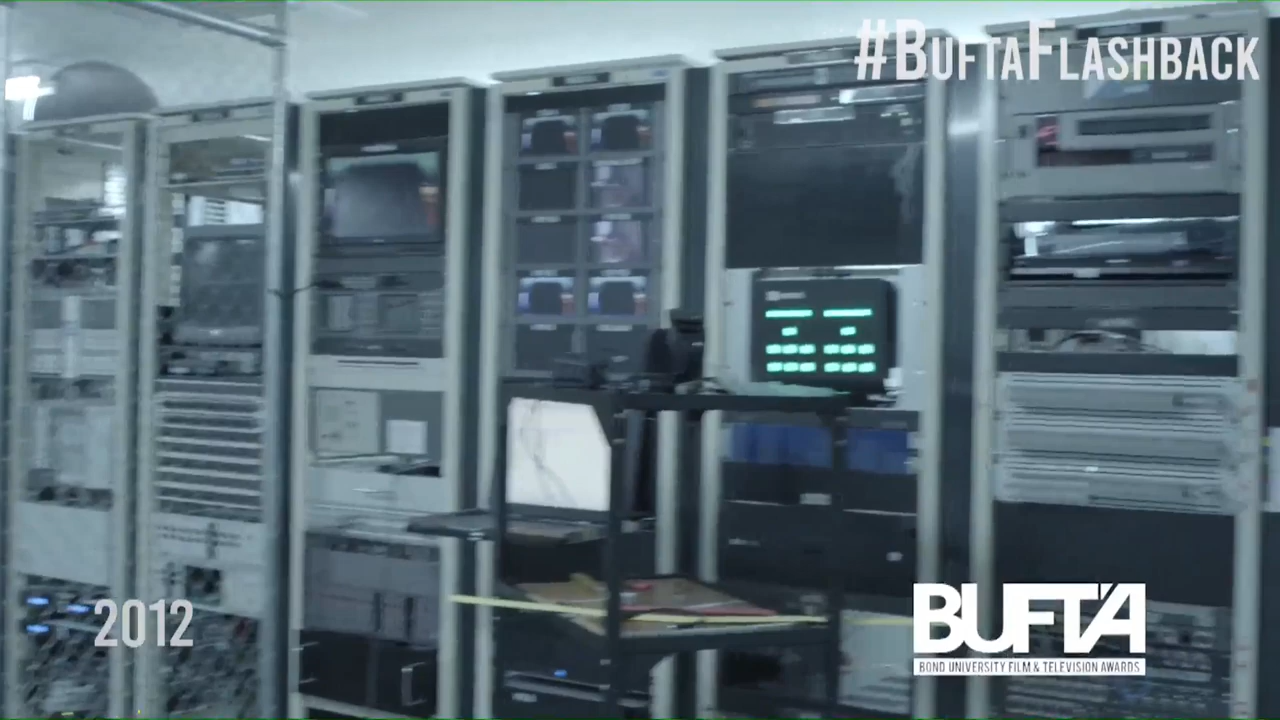 #BUFTAFLASHBACK
2012
BUFTA
BOND UNIVERSITY FILM & TELEVISION AWARDS